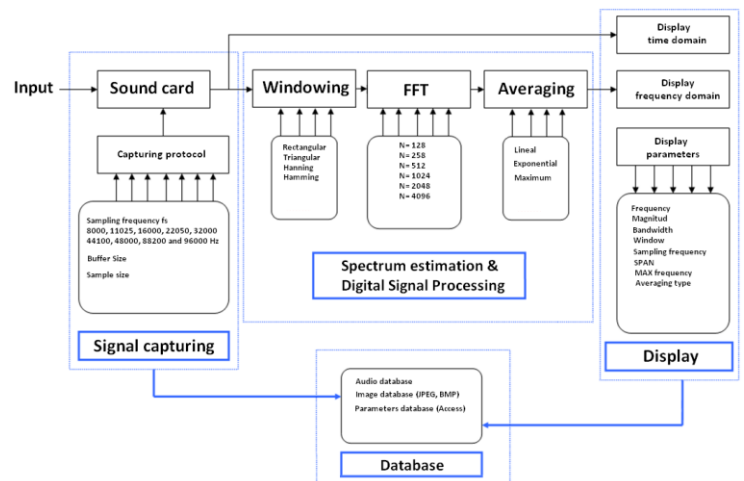 Display
time domain
Input
Sound card
Windowing
FFT
Averaging
Display
frequency domain
Capturing protocol
Rectangular
Triangular
Hanning
Hamming
N= 128
N= 258
N= 512
N= 1024
N= 2048
N= 4096
Lineal
Exponential
Maximum
Display
parameters
Sampling frequency fs
8000, 11025, 16000, 22050, 32000
44100, 48000, 88200 and 96000 Hz
Buffer Size
Sample size
Frequency
Magnitud
Bandwidth
Window
Sampling frequency
SPAN
MAX frequency
Averaging type
Spectrum estimation &
Digital Signal Processing
Signal capturing
Display
Audio database
Image database (JPEG, BMP)
Parameters database (Access)
Database